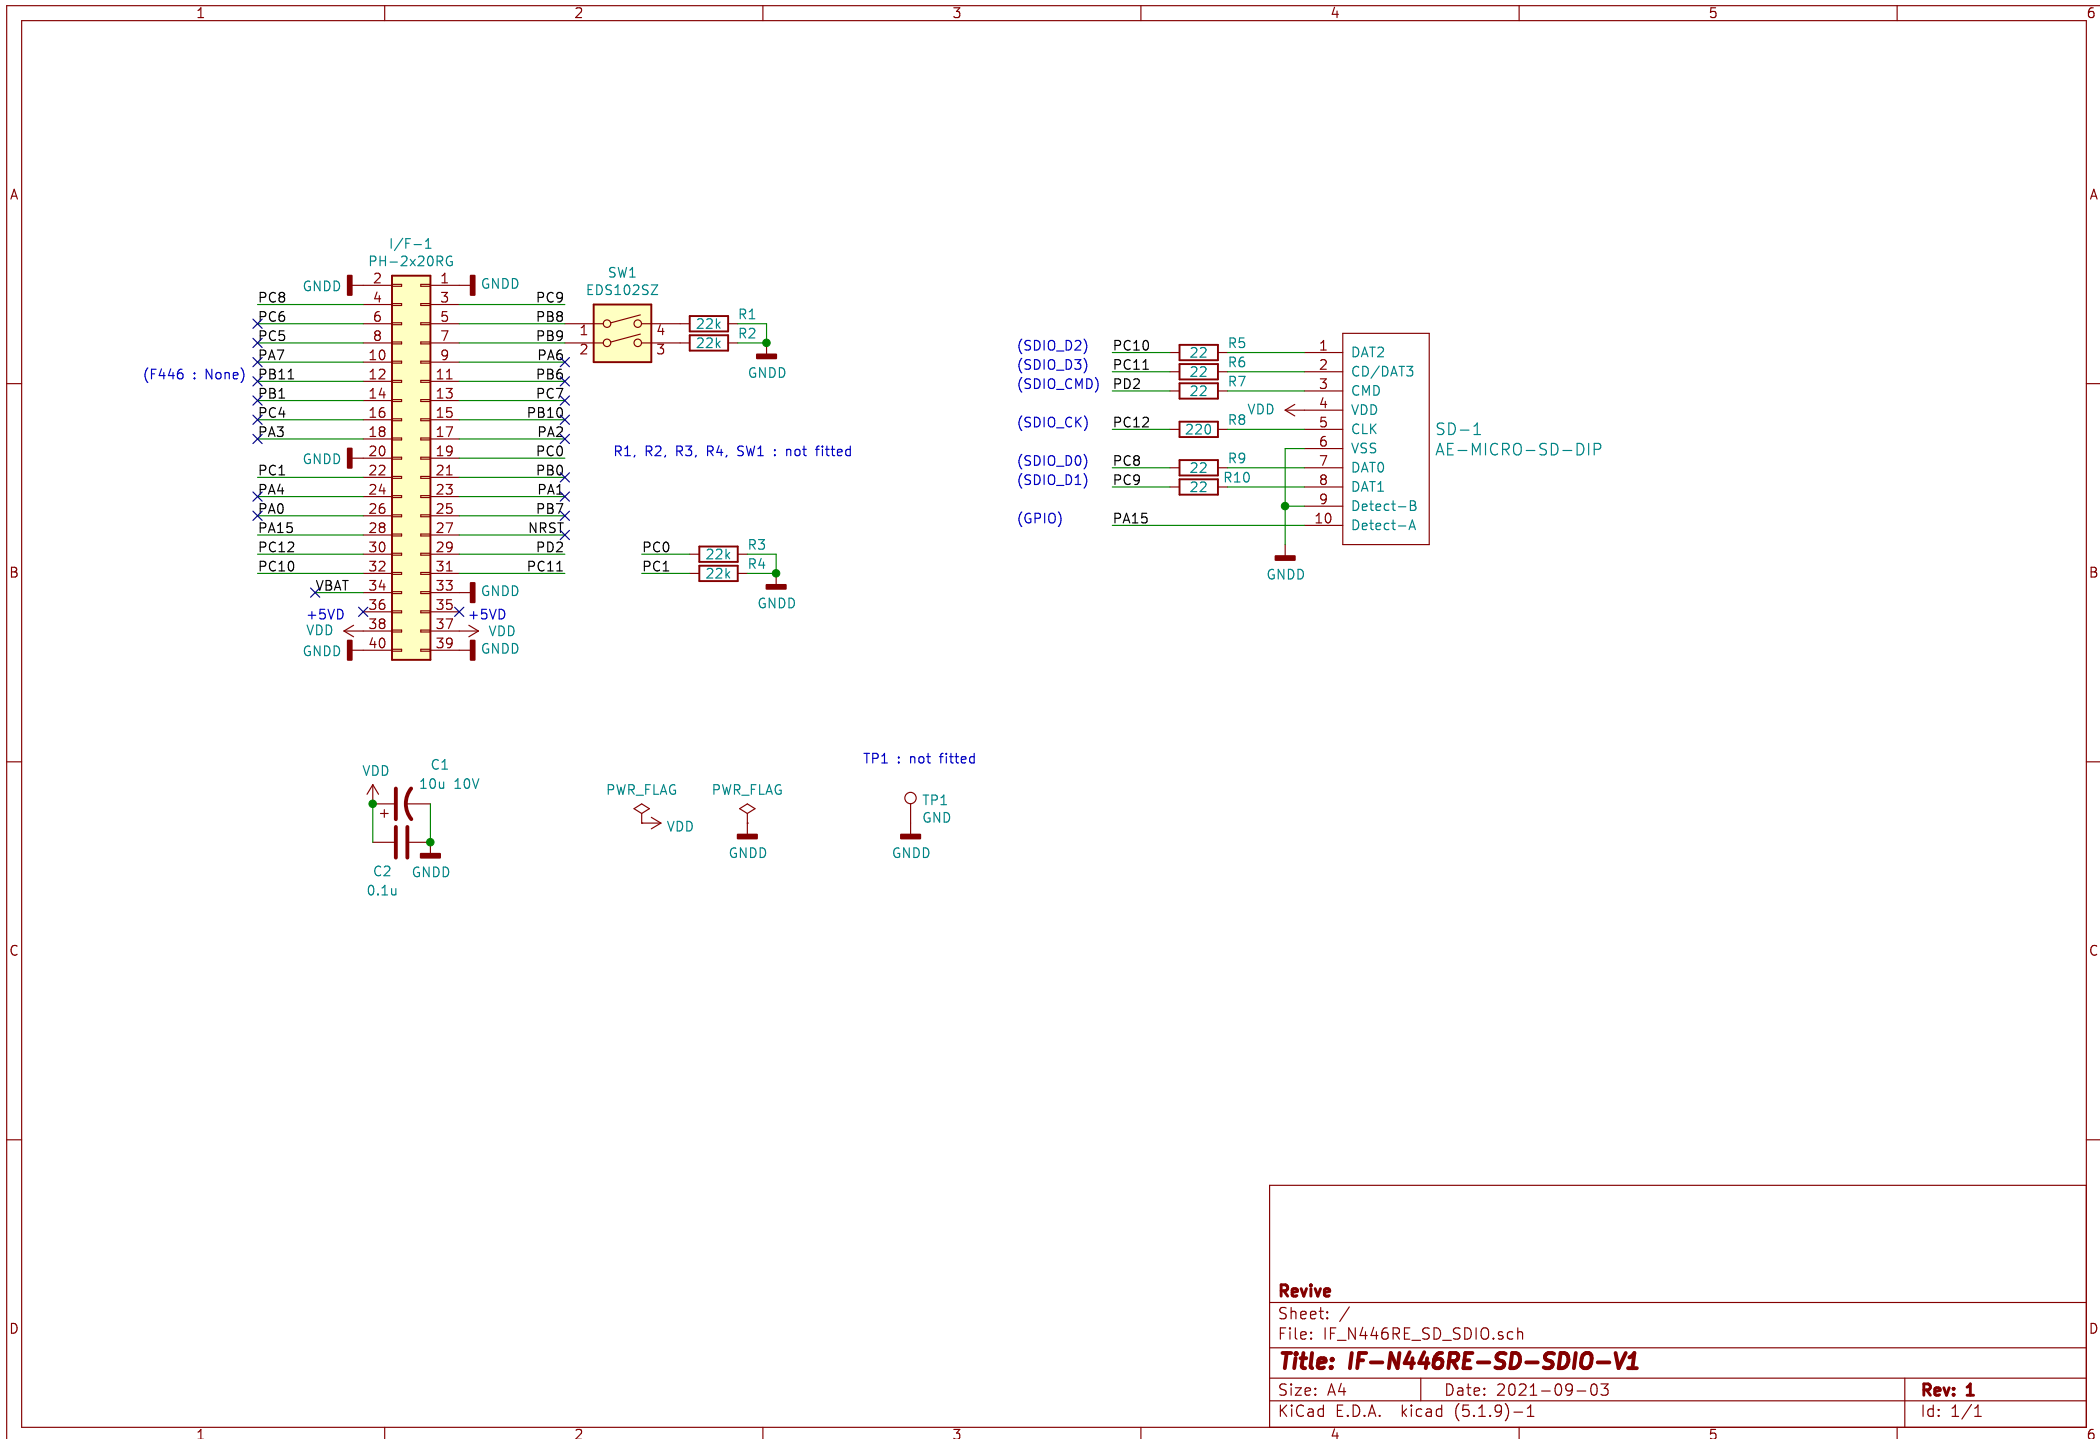 1 2 3 4 5 6
A A
B B
C C
D D
1 2 3 4 5 6
I/F-1
PH-2x20RG
GNDD 2 1 GNDD
PC8 4 3 PC9
PC6 6 5 PB8
PC5 8 7 PB9
PA7 10 9 PA6
(F446 : None) PB11 12 11 PB6
PB1 14 13 PC7
PC4 16 15 PB10
PA3 18 17 PA2
GNDD 20 19 PC0
PC1 22 21 PB0
PA4 24 23 PA1
PA0 26 25 PB7
PA15 28 27 NRST
PC12 30 29 PD2
PC10 32 31 PC11
VBAT 34 33 GNDD
+5VD 36 35 +5VD
VDD 38 37 VDD
GNDD 40 39 GNDD
SW1
EDS102SZ
1 4 22k R1
2 3 22k R2
GNDD
R1, R2, R3, R4, SW1 : not fitted
PC0 22k R3
PC1 22k R4
GNDD
(SDIO_D2) PC10 22 R5 1 DAT2
(SDIO_D3) PC11 22 R6 2 CD/DAT3
(SDIO_CMD) PD2 22 R7 3 CMD
VDD 4 VDD
(SDIO_CK) PC12 220 R8 5 CLK
6 VSS
(SDIO_D0) PC8 22 R9 7 DAT0
(SDIO_D1) PC9 22 R10 8 DAT1
9 Detect-B
(GPIO) PA15 10 Detect-A
GNDD
SD-1
AE-MICRO-SD-DIP
VDD
C1
10u 10V
+
C2
0.1u
GNDD
PWR_FLAG
VDD
PWR_FLAG
GNDD
TP1 : not fitted
TP1
GND
GNDD
Revive
Sheet: /
File: IF_N446RE_SD_SDIO.sch
Title: IF-N446RE-SD-SDIO-V1
Size: A4 Date: 2021-09-03 Rev: 1
KiCad E.D.A. kicad (5.1.9)-1 Id: 1/1